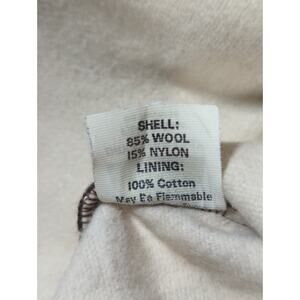 SHELL:
85% WOOL
15% NYLON
LINING:
100% Cotton
May Be Flammable